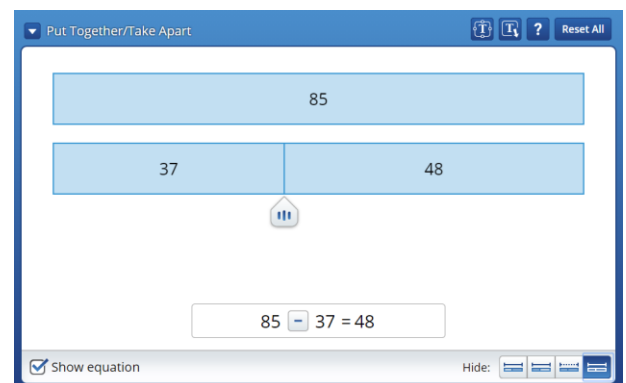 Put Together/Take Apart
T T ? Reset All
85
37 48
85 - 37 = 48
Show equation Hide: